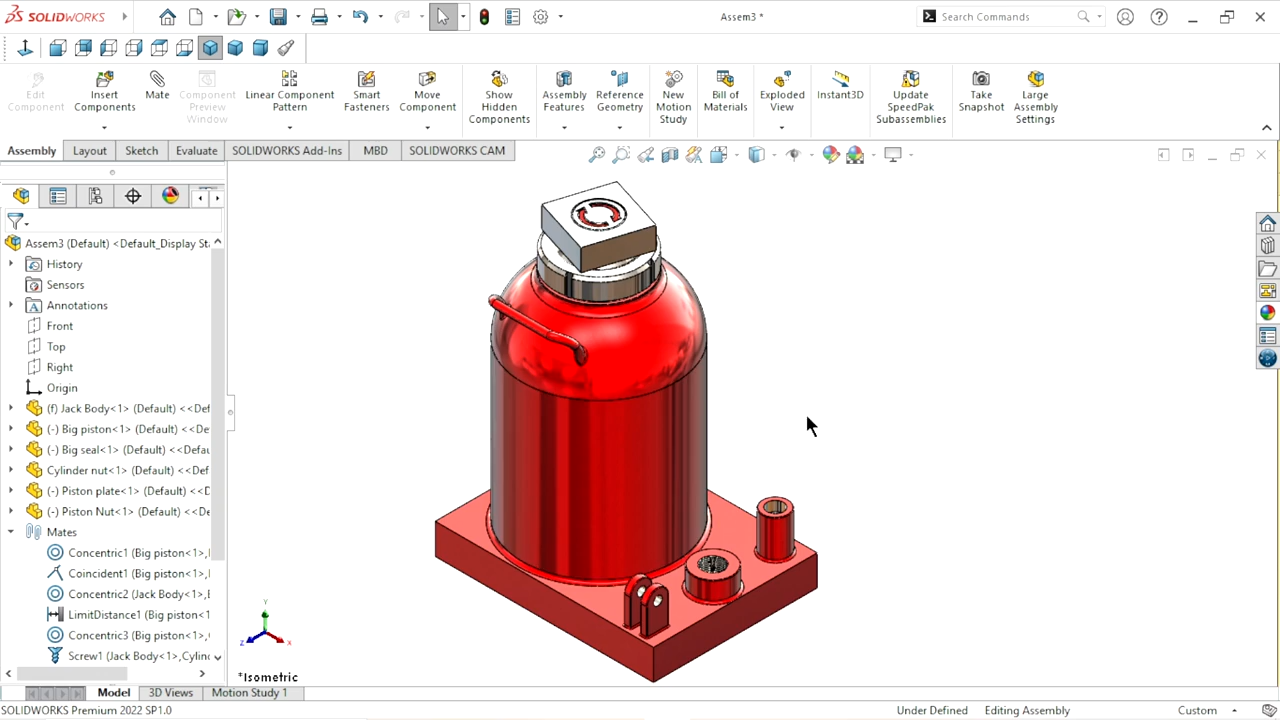 SOLIDWORKS
Assem3 *
Search Commands
Edit Component
Insert Components
Mate
Component Preview Window
Linear Component Pattern
Smart Fasteners
Move Component
Show Hidden Components
Assembly Features
Reference Geometry
New Motion Study
Bill of Materials
Exploded View
Instant3D
Update SpeedPak Subassemblies
Take Snapshot
Large Assembly Settings
Assembly
Layout
Sketch
Evaluate
SOLIDWORKS Add-Ins
MBD
SOLIDWORKS CAM
Assem3 (Default) <Default_Display Sta
History
Sensors
Annotations
Front
Top
Right
Origin
(f) Jack Body<1> (Default) <<Def
(-) Big piston<1> (Default) <<De
(-) Big seal<1> (Default) <<Defau
Cylinder nut<1> (Default) <<Def
(-) Piston plate<1> (Default) <<D
(-) Piston Nut<1> (Default) <<De
Mates
Concentric1 (Big piston<1>,
Coincident1 (Big piston<1>,
Concentric2 (Jack Body<1>,
LimitDistance1 (Big piston<1
Concentric3 (Big piston<1>,
Screw1 (Jack Body<1>,Cylin
Y
Z
X
*Isometric
Model
3D Views
Motion Study 1
SOLIDWORKS Premium 2022 SP1.0
Under Defined
Editing Assembly
Custom